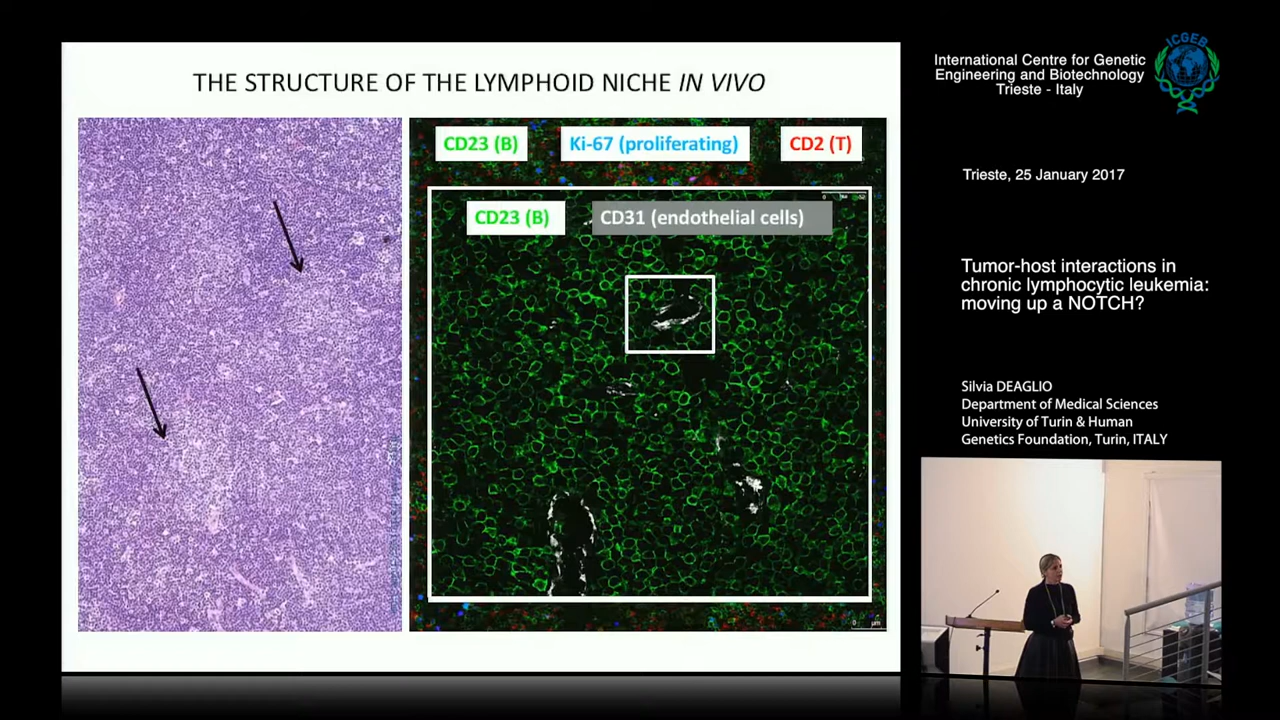 THE STRUCTURE OF THE LYMPHOID NICHE IN VIVO
CD23 (B)
Ki-67 (proliferating)
CD2 (T)
CD23 (B)
CD31 (endothelial cells)
International Centre for Genetic
Engineering and Biotechnology
Trieste - Italy
ICGEB
Trieste, 25 January 2017
Tumor-host interactions in
chronic lymphocytic leukemia:
moving up a NOTCH?
Silvia DEAGLIO
Department of Medical Sciences
University of Turin & Human
Genetics Foundation, Turin, ITALY